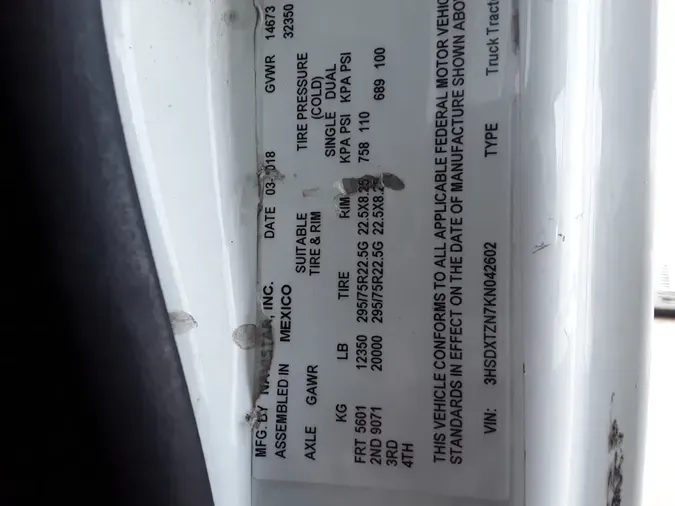 MFG. BY NAVISTAR, INC. DATE 03-2018 GVWR 14673
ASSEMBLED IN MEXICO 32350
AXLE GAWR SUITABLE TIRE & RIM TIRE PRESSURE (COLD)
SINGLE DUAL
KG LB TIRE RIM KPA PSI KPA PSI
FRT 5601 12350 295/75R22.5G 22.5X8.25 758 110
2ND 9071 20000 295/75R22.5G 22.5X8.25 689 100
3RD
4TH
THIS VEHICLE CONFORMS TO ALL APPLICABLE FEDERAL MOTOR VEHIC
STANDARDS IN EFFECT ON THE DATE OF MANUFACTURE SHOWN ABOV
VIN: 3HSDXTZN7KN042602 TYPE Truck Tracto